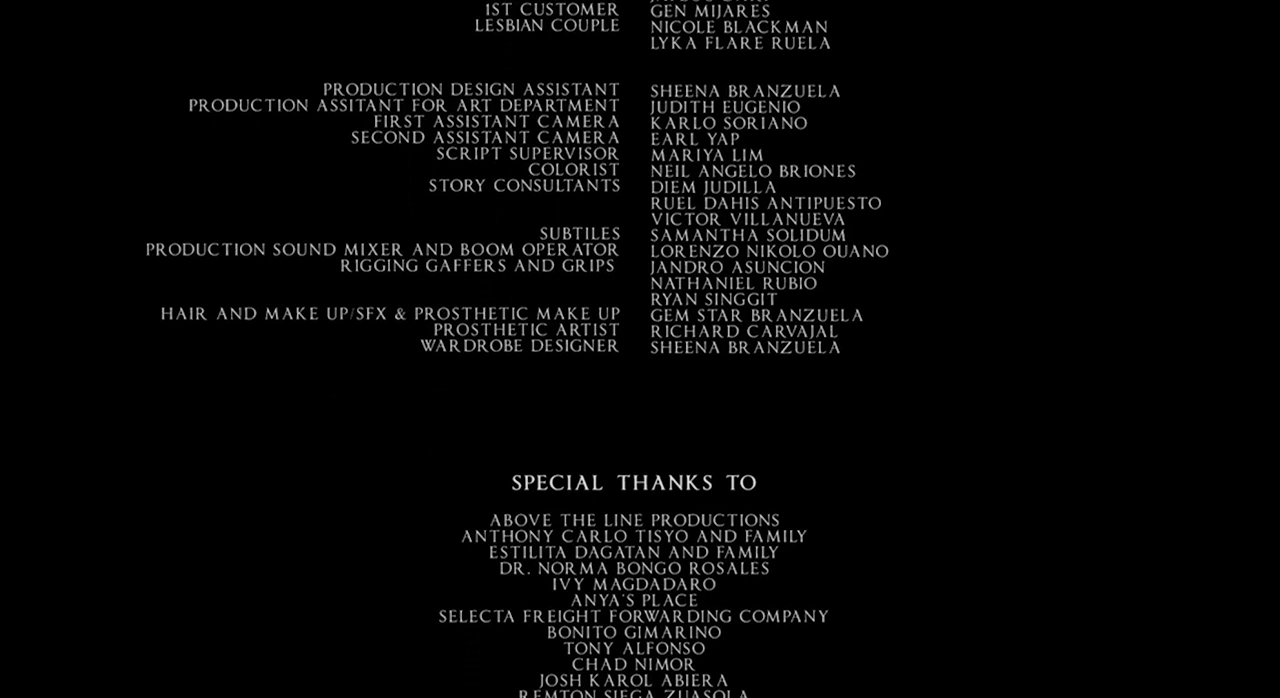 1ST CUSTOMER GEN MIJARES
LESBIAN COUPLE NICOLE BLACKMAN
LYKA FLARE RUELA
PRODUCTION DESIGN ASSISTANT SHEENA BRANZUELA
PRODUCTION ASSITANT FOR ART DEPARTMENT JUDITH EUGENIO
FIRST ASSISTANT CAMERA KARLO SORIANO
SECOND ASSISTANT CAMERA EARL YAP
SCRIPT SUPERVISOR MARIYA LIM
COLORIST NEIL ANGELO BRIONES
STORY CONSULTANTS DIEM JUDILLA
RUEL DAHIS ANTIPUESTO
VICTOR VILLANUEVA
SUBTILES SAMANTHA SOLIDUM
PRODUCTION SOUND MIXER AND BOOM OPERATOR LORENZO NIKOLO OUANO
RIGGING GAFFERS AND GRIPS JANDRO ASUNCION
NATHANIEL RUBIO
RYAN SINGGIT
HAIR AND MAKE UP/SFX & PROSTHETIC MAKE UP GEM STAR BRANZUELA
PROSTHETIC ARTIST RICHARD CARVAJAL
WARDROBE DESIGNER SHEENA BRANZUELA
SPECIAL THANKS TO
ABOVE THE LINE PRODUCTIONS
ANTHONY CARLO TISYO AND FAMILY
ESTILITA DAGATAN AND FAMILY
DR. NORMA BONGO ROSALES
IVY MAGDADARO
ANYA'S PLACE
SELECTA FREIGHT FORWARDING COMPANY
BONITO GIMARINO
TONY ALFONSO
CHAD NIMOR
JOSH KAROL ABIERA
REMTON SIEGA ZUASOLA